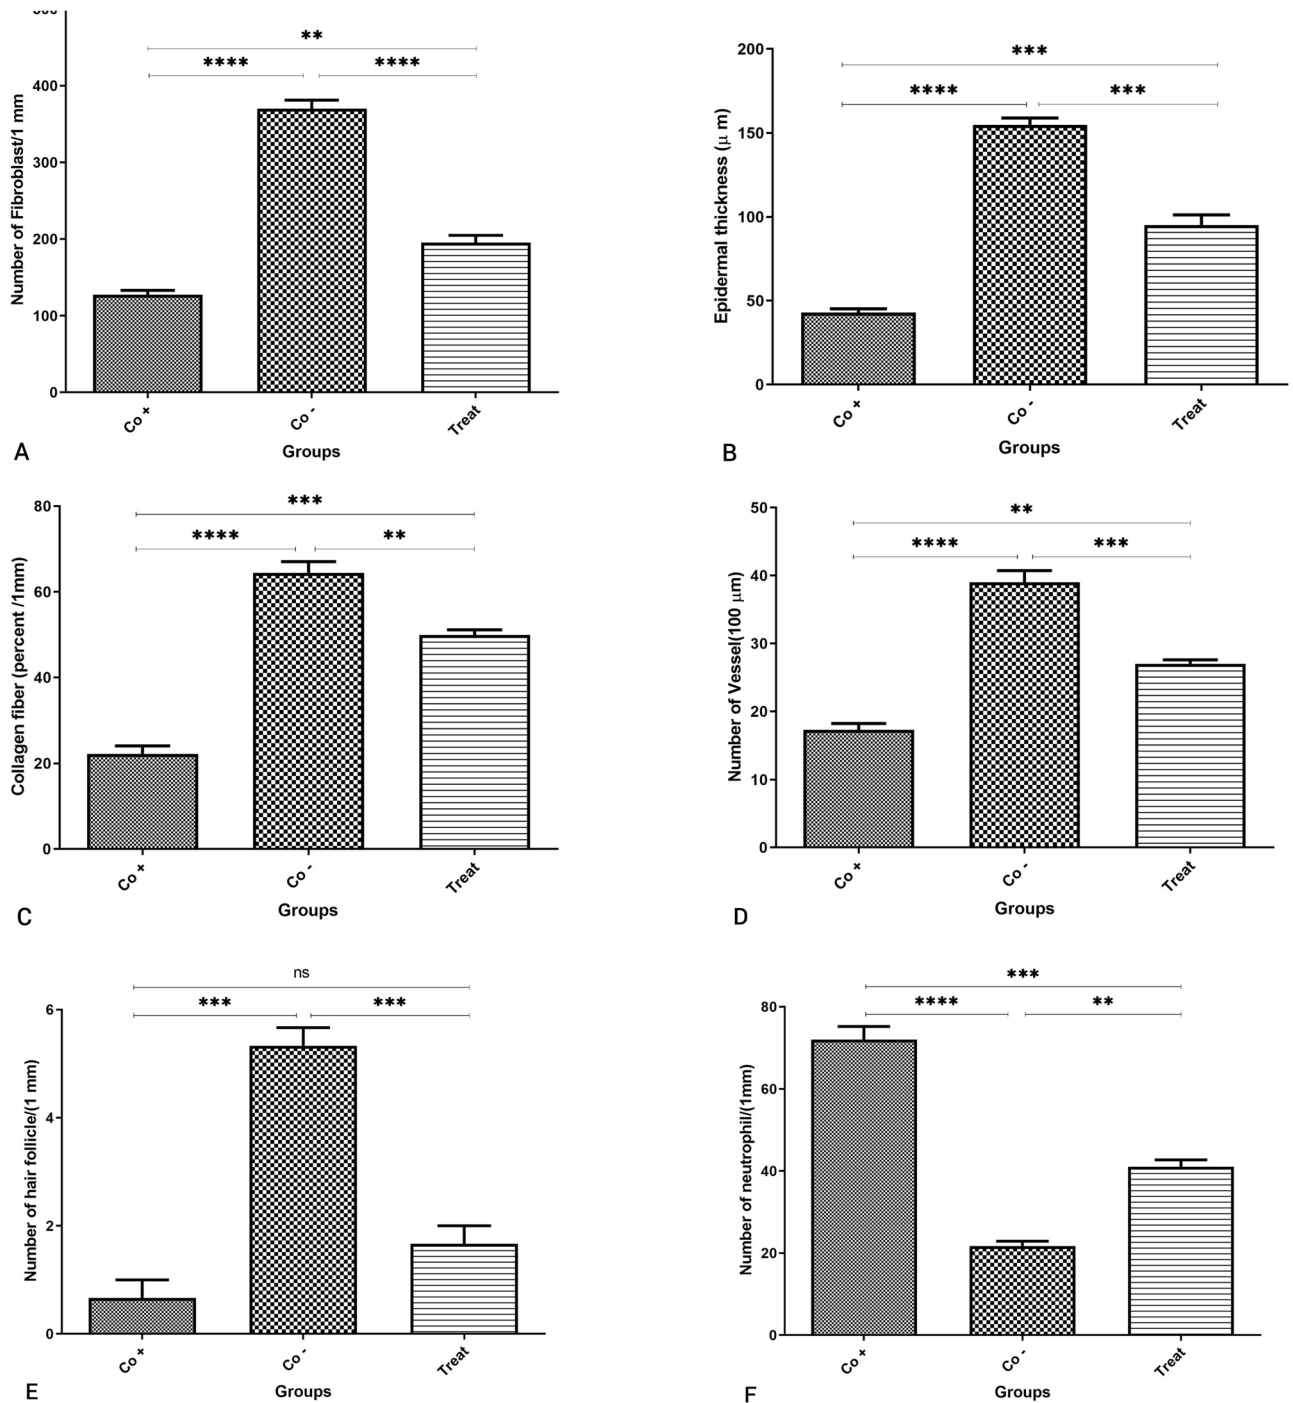 **
**** ****
400
300
200
100
0
Number of Fibroblast/1 mm
Co + Co - Treat
Groups
A
***
**** ***
200
150
100
50
0
Epidermal thickness (μ m)
Co + Co - Treat
Groups
B
***
**** **
80
60
40
20
0
Collagen fiber (percent /1mm)
Co + Co - Treat
Groups
C
**
**** ***
50
40
30
20
10
0
Number of Vessel(100 μm)
Co + Co - Treat
Groups
D
ns
*** ***
6
4
2
0
Number of hair follicle/(1 mm)
Co + Co - Treat
Groups
E
***
**** **
80
60
40
20
0
Number of neutrophil/(1mm)
Co + Co - Treat
Groups
F